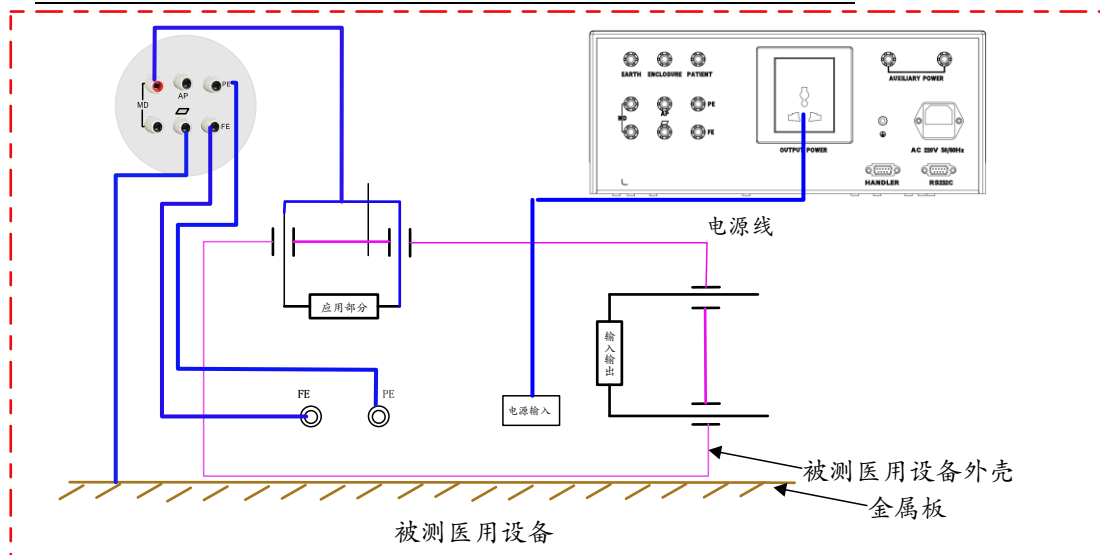 EARTH ENCLOSURE PATIENT
AUXILIARY POWER
MD
AP
PE
FE
MD
AP
PE
FE
OUTPUT POWER
AC 220V 50/60Hz
HANDLER
RS232C
电源线
应用部分
输入输出
FE
PE
电源输入
被测医用设备外壳
金属板
被测医用设备